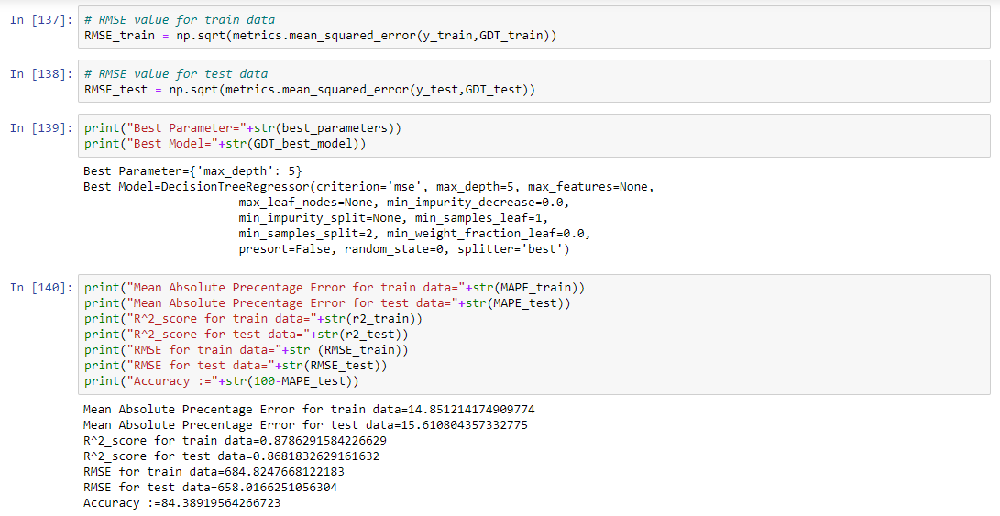 In [137]: # RMSE value for train data
RMSE_train = np.sqrt(metrics.mean_squared_error(y_train,GDT_train))
In [138]: # RMSE value for test data
RMSE_test = np.sqrt(metrics.mean_squared_error(y_test,GDT_test))
In [139]: print("Best Parameter="+str(best_parameters))
print("Best Model="+str(GDT_best_model))
Best Parameter={'max_depth': 5}
Best Model=DecisionTreeRegressor(criterion='mse', max_depth=5, max_features=None,
max_leaf_nodes=None, min_impurity_decrease=0.0,
min_impurity_split=None, min_samples_leaf=1,
min_samples_split=2, min_weight_fraction_leaf=0.0,
presort=False, random_state=0, splitter='best')
In [140]: print("Mean Absolute Precentage Error for train data="+str(MAPE_train))
print("Mean Absolute Precentage Error for test data="+str(MAPE_test))
print("R^2_score for train data="+str(r2_train))
print("R^2_score for test data="+str(r2_test))
print("RMSE for train data="+str (RMSE_train))
print("RMSE for test data="+str(RMSE_test))
print("Accuracy :="+str(100-MAPE_test))
Mean Absolute Precentage Error for train data=14.851214174909774
Mean Absolute Precentage Error for test data=15.610804357332775
R^2_score for train data=0.8786291584226629
R^2_score for test data=0.8681832629161632
RMSE for train data=684.8247668122183
RMSE for test data=658.0166251056304
Accuracy :=84.38919564266723